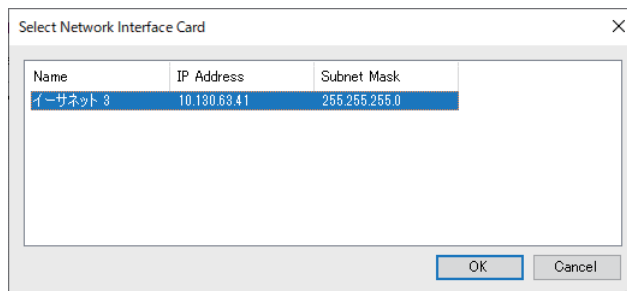 Select Network Interface Card
Name IP Address Subnet Mask
イーサネット 3 10.130.63.41 255.255.255.0
OK Cancel